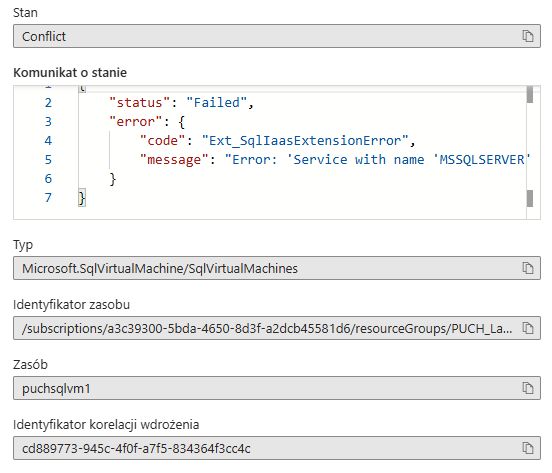 Stan
Conflict
Komunikat o stanie
1 {
2 "status": "Failed",
3 "error": {
4 "code": "Ext_SqlIaasExtensionError",
5 "message": "Error: 'Service with name 'MSSQLSERVER'
6 }
7 }
Typ
Microsoft.SqlVirtualMachine/SqlVirtualMachines
Identyfikator zasobu
/subscriptions/a3c39300-5bda-4650-8d3f-a2dcb45581d6/resourceGroups/PUCH_La...
Zasób
puchsqlvm1
Identyfikator korelacji wdrożenia
cd889773-945c-4f0f-a7f5-834364f3cc4c